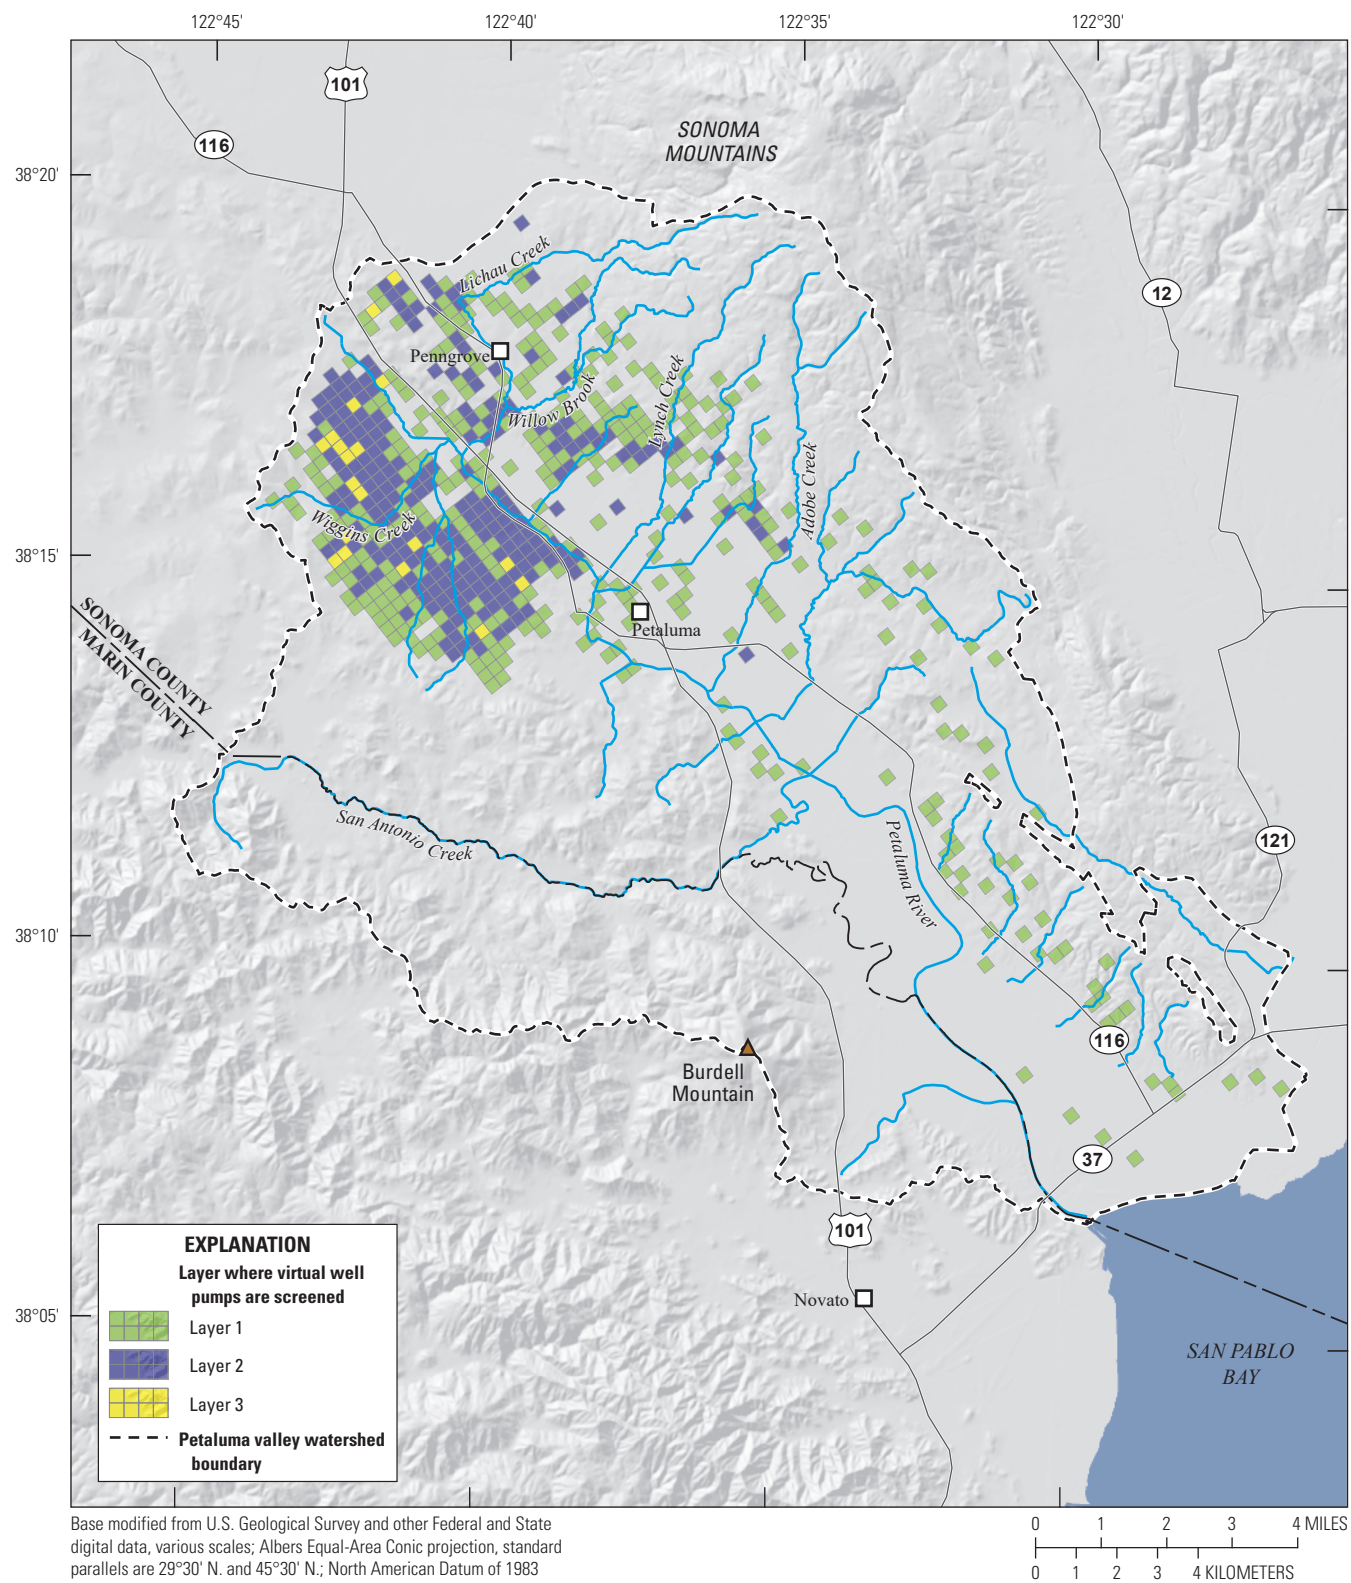 122°45' 122°40' 122°35' 122°30'
101
116
SONOMA
MOUNTAINS
38°20'
12
Lichau Creek
Penngrove
Willow Brook
Lynch Creek
Adobe Creek
Wiggins Creek
38°15'
SONOMA COUNTY
MARIN COUNTY
Petaluma
San Antonio Creek
Petaluma River
121
38°10'
116
Burdell
Mountain
37
101
Novato
38°05'
SAN PABLO
BAY
EXPLANATION
Layer where virtual well
pumps are screened
Layer 1
Layer 2
Layer 3
Petaluma valley watershed
boundary
Base modified from U.S. Geological Survey and other Federal and State
digital data, various scales; Albers Equal-Area Conic projection, standard
parallels are 29°30' N. and 45°30' N.; North American Datum of 1983
0 1 2 3 4 MILES
0 1 2 3 4 KILOMETERS